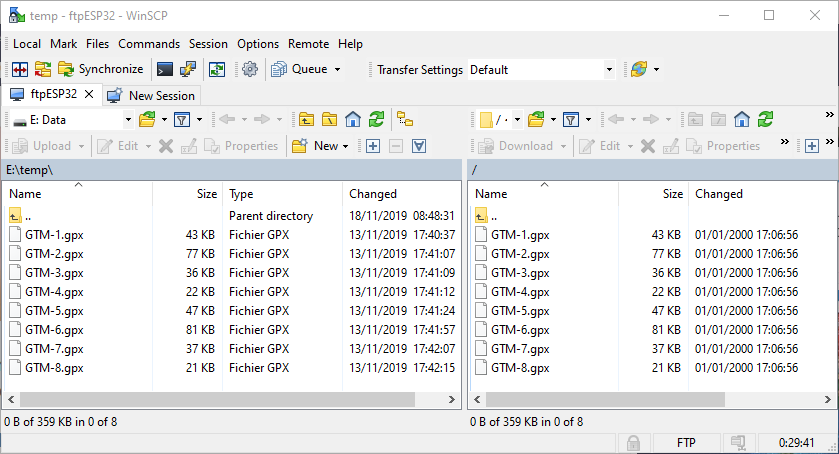 temp - ftpESP32 - WinSCP
Local Mark Files Commands Session Options Remote Help
Synchronize Queue Transfer Settings Default
ftpESP32 New Session
E: Data /
Upload Edit Properties New Download Edit Properties
E:\temp\ /
Name Size Type Changed Name Size Changed
.. Parent directory 18/11/2019 08:48:31 ..
GTM-1.gpx 43 KB Fichier GPX 13/11/2019 17:40:37 GTM-1.gpx 43 KB 01/01/2000 17:06:56
GTM-2.gpx 77 KB Fichier GPX 13/11/2019 17:41:07 GTM-2.gpx 77 KB 01/01/2000 17:06:56
GTM-3.gpx 36 KB Fichier GPX 13/11/2019 17:41:09 GTM-3.gpx 36 KB 01/01/2000 17:06:56
GTM-4.gpx 22 KB Fichier GPX 13/11/2019 17:41:12 GTM-4.gpx 22 KB 01/01/2000 17:06:56
GTM-5.gpx 47 KB Fichier GPX 13/11/2019 17:41:24 GTM-5.gpx 47 KB 01/01/2000 17:06:56
GTM-6.gpx 81 KB Fichier GPX 13/11/2019 17:41:57 GTM-6.gpx 81 KB 01/01/2000 17:06:56
GTM-7.gpx 37 KB Fichier GPX 13/11/2019 17:42:07 GTM-7.gpx 37 KB 01/01/2000 17:06:56
GTM-8.gpx 21 KB Fichier GPX 13/11/2019 17:42:15 GTM-8.gpx 21 KB 01/01/2000 17:06:56
0 B of 359 KB in 0 of 8 0 B of 359 KB in 0 of 8
FTP 0:29:41